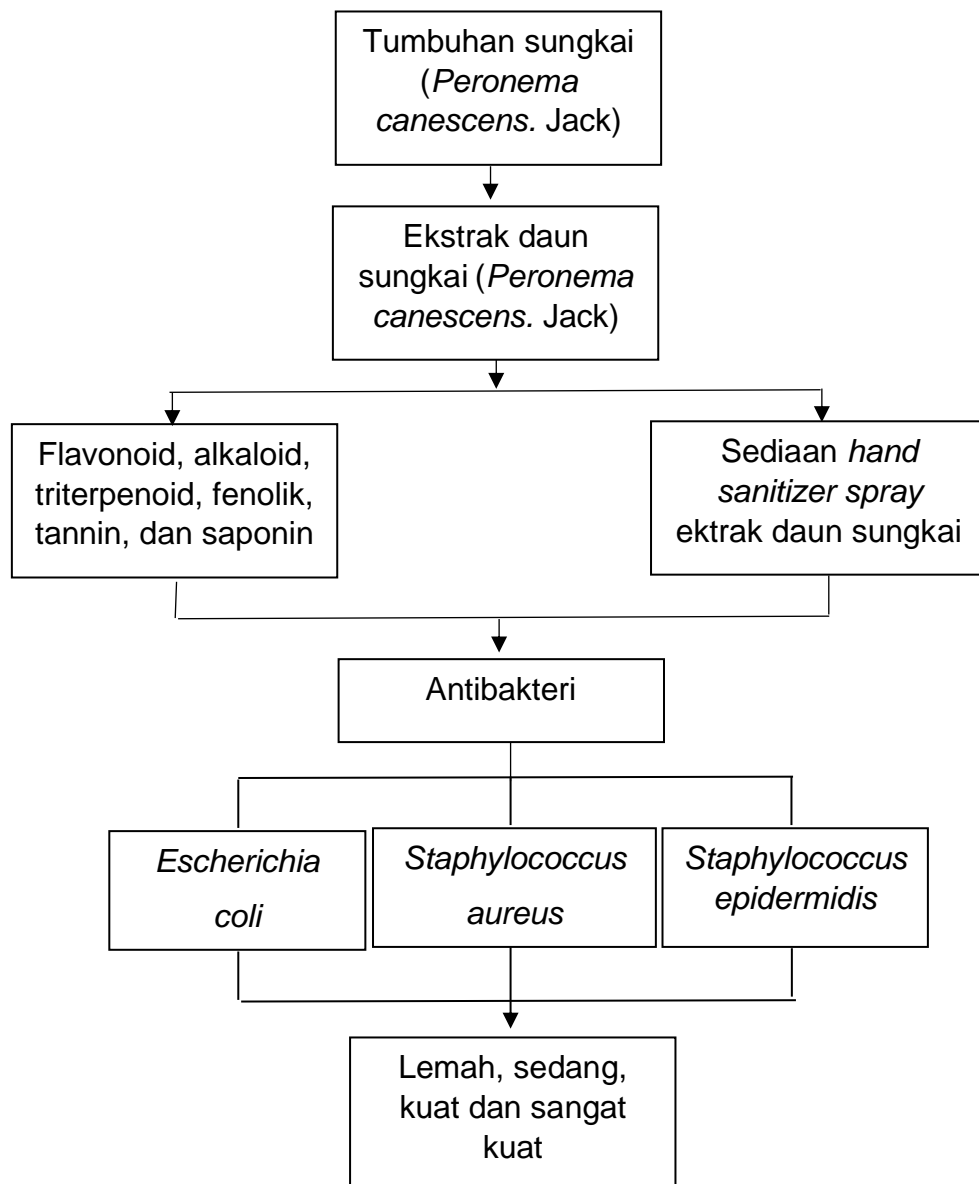 Tumbuhan sungkai
(Peronema
canescens. Jack)
Ekstrak daun
sungkai (Peronema
canescens. Jack)
Flavonoid, alkaloid,
triterpenoid, fenolik,
tannin, dan saponin
Sediaan hand
sanitizer spray
ektrak daun sungkai
Antibakteri
Escherichia
coli
Staphylococcus
aureus
Staphylococcus
epidermidis
Lemah, sedang,
kuat dan sangat
kuat